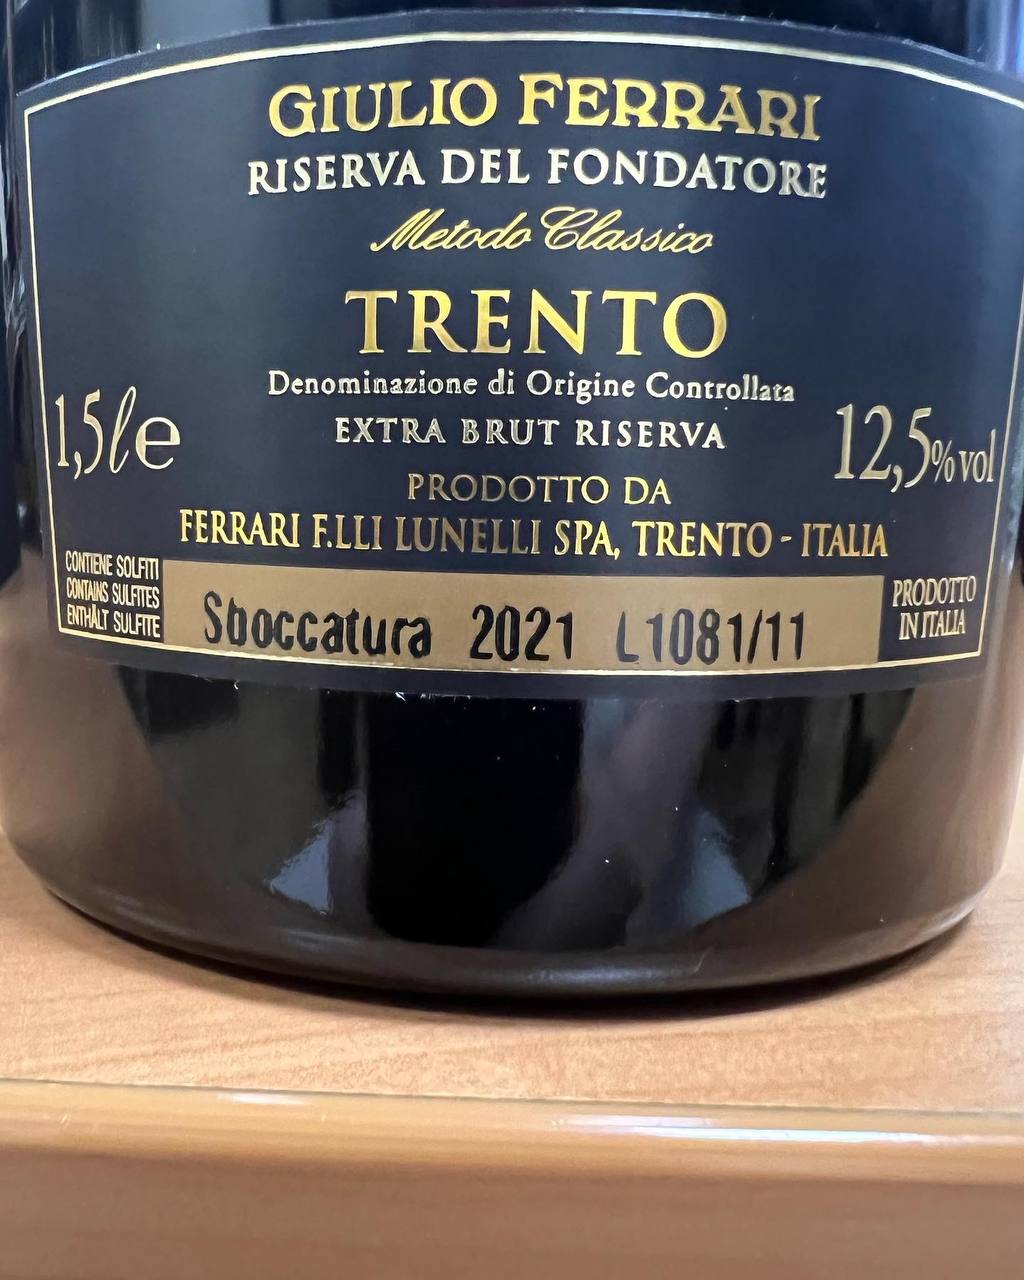 GIULIO FERRARI
RISERVA DEL FONDATORE
Metodo Classico
TRENTO
Denominazione di Origine Controllata
EXTRA BRUT RISERVA
1,5 ℓ e
12,5% vol
PRODOTTO DA
FERRARI F.LLI LUNELLI SPA, TRENTO - ITALIA
CONTIENE SOLFITI
CONTAINS SULFITES
ENTHÄLT SULFITE
Sboccatura 2021 L1081/11
PRODOTTO
IN ITALIA